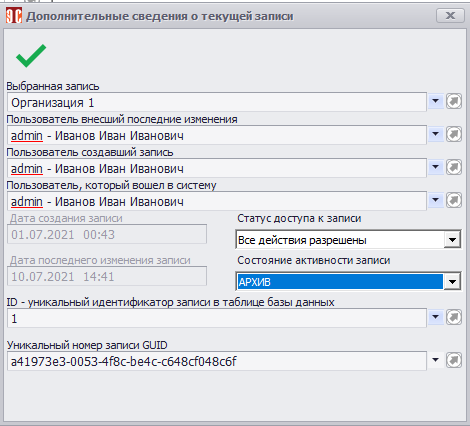 Дополнительные сведения о текущей записи
Выбранная запись
Организация 1
Пользователь внесший последние изменения
admin - Иванов Иван Иванович
Пользователь создавший запись
admin - Иванов Иван Иванович
Пользователь, который вошел в систему
admin - Иванов Иван Иванович
Дата создания записи
Статус доступа к записи
01.07.2021 00:43
Все действия разрешены
Дата последнего изменения записи
Состояние активности записи
10.07.2021 14:41
АРХИВ
ID - уникальный идентификатор записи в таблице базы данных
1
Уникальный номер записи GUID
a41973e3-0053-4f8c-be4c-c648cf048c6f